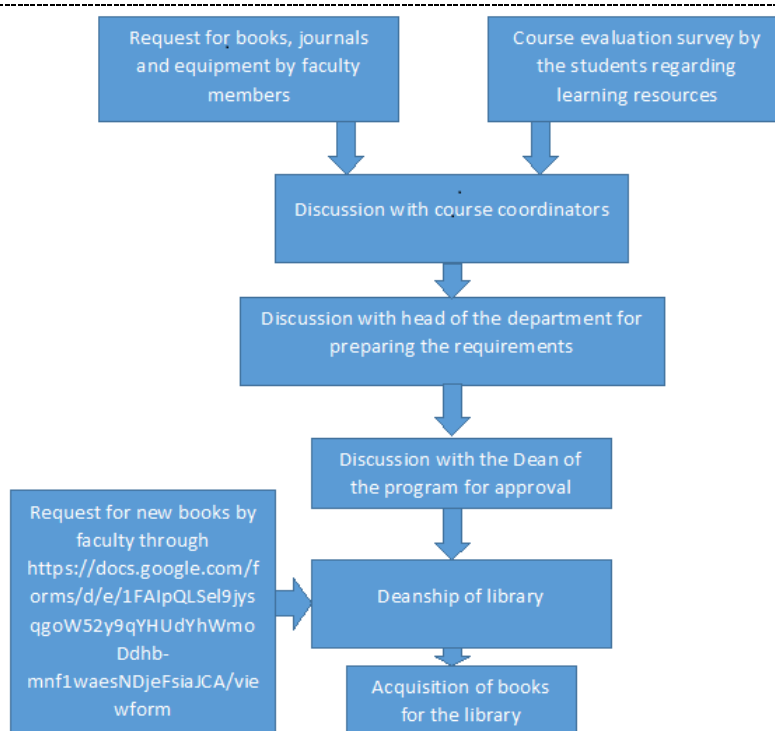 Request for books, journals
and equipment by faculty
members
Course evaluation survey by
the students regarding
learning resources
Discussion with course coordinators
Discussion with head of the department for
preparing the requirements
Discussion with the Dean of
the program for approval
Request for new books by
faculty through
https://docs.google.com/f
orms/d/e/1FAIpQLSel9jys
qgoW52y9qYHUdYhWmo
Ddhb-
mnf1waesNDjeFsiaJCA/vie
wform
Deanship of library
Acquisition of books
for the library